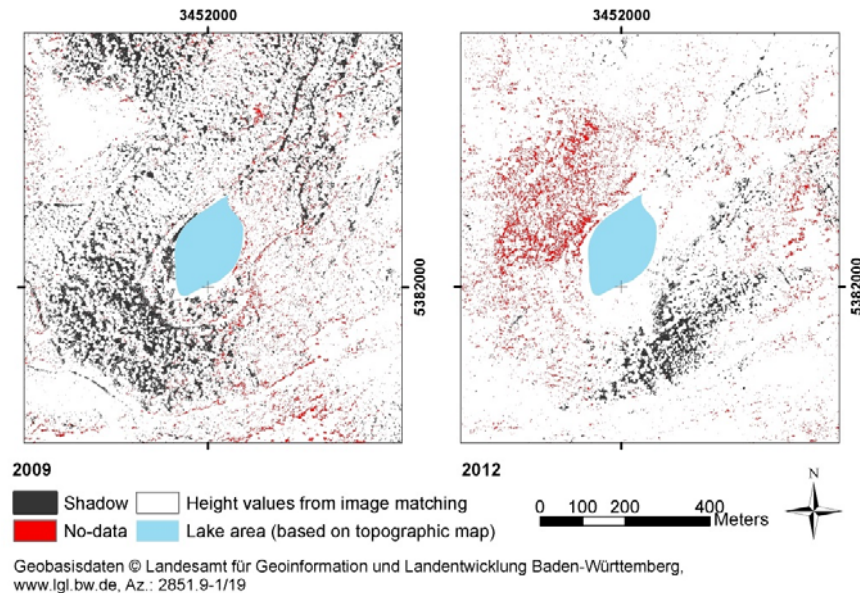 3452000
3452000
5382000
5382000
2009
2012
N
Shadow
Height values from image matching
No-data
Lake area (based on topographic map)
0 100 200 400
Meters
Geobasisdaten © Landesamt für Geoinformation und Landentwicklung Baden-Württemberg,
www.lgl.bw.de, Az.: 2851.9-1/19